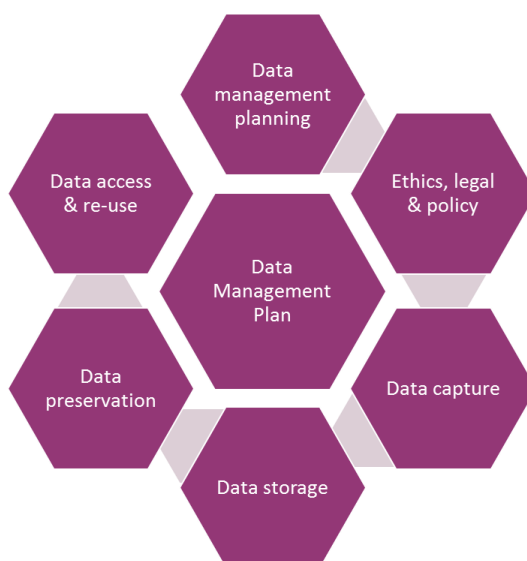 Data
management
planning
Ethics, legal
& policy
Data capture
Data storage
Data
preservation
Data access
& re-use
Data
Management
Plan